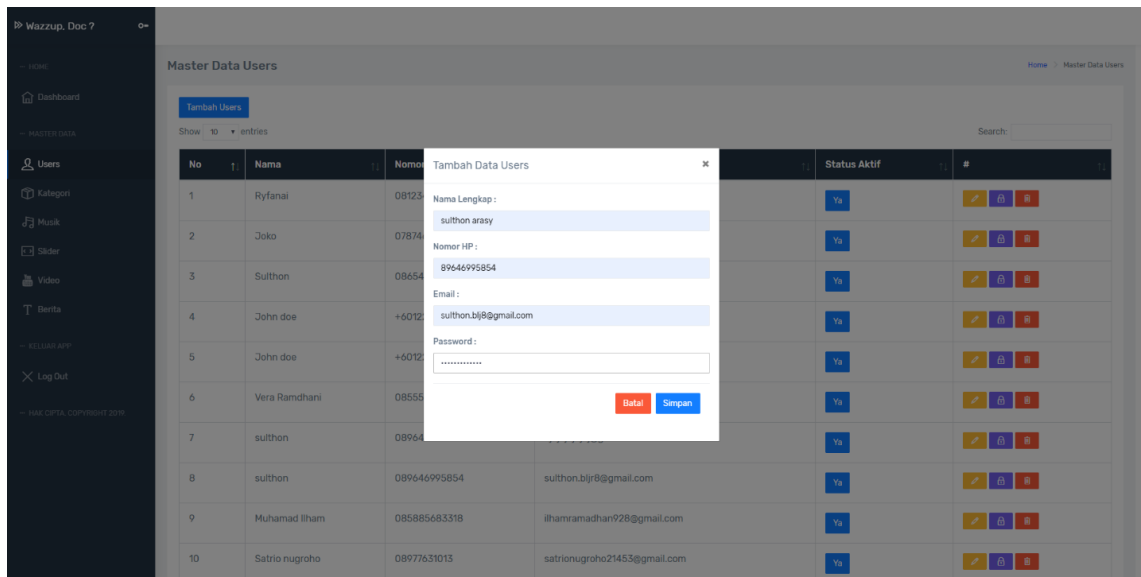 Wazzup, Doc ?
— HOME
Dashboard
— MASTER DATA
Users
Kategori
Musik
Slider
Video
Berita
— KELUAR APP
Log Out
— HAK CIPTA, COPYRIGHT 2019
Master Data Users
Home > Master Data Users
Tambah Users
Show 10 entries
Search:
No Nama Nomor Status Aktif #
1 Ryfanai Ya
2 Joko Ya
3 Sulthon Ya
4 John doe Ya
5 John doe Ya
6 Vera Ramdhani Ya
7 sulthon Ya
8 sulthon 089646995854 sulthon.bljr8@gmail.com Ya
9 Muhamad Ilham 085885683318 ilhamramadhan928@gmail.com Ya
10 Satrio nugroho 08977631013 satrionugroho21453@gmail.com Ya
Tambah Data Users ×
Nama Lengkap :
sulthon arasy
Nomor HP :
89646995854
Email :
sulthon.blj8@gmail.com
Password :
•••••••••••••
Batal Simpan